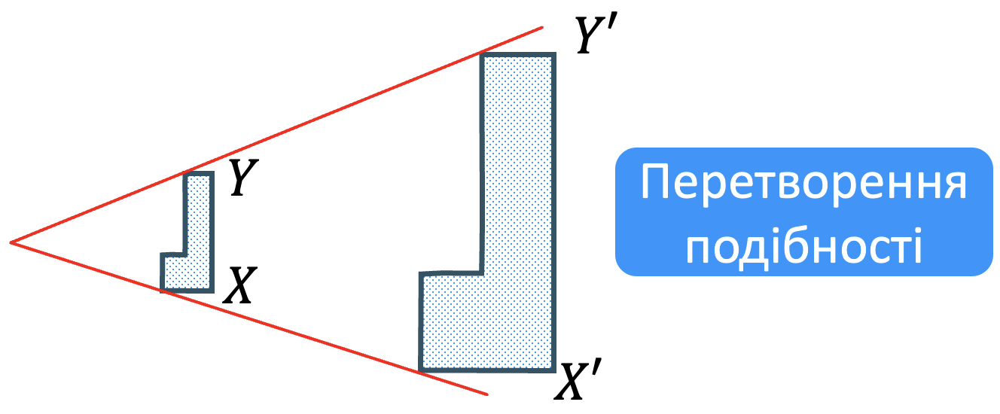 Y′
Y
X
X′
Перетворення
подібності